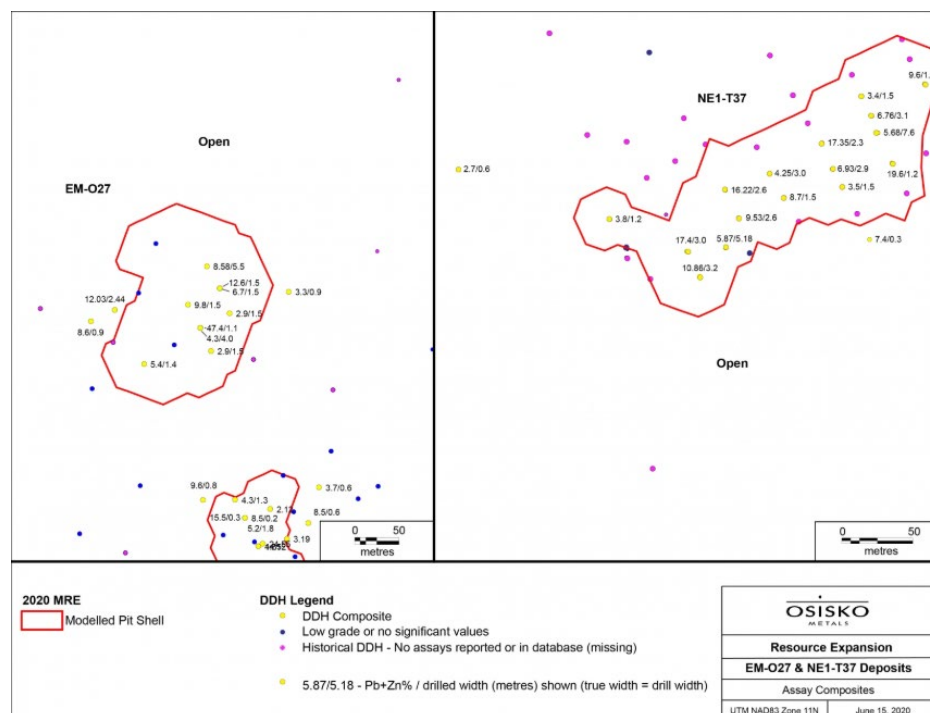 Open
EM-O27
8.58/5.5
12.6/1.5
6.7/1.5
3.3/0.9
12.03/2.44
9.8/1.5
2.9/1.5
8.6/0.9
47.4/1.1
4.3/4.0
2.9/1.5
5.4/1.4
9.6/0.8
3.7/0.6
4.3/1.3
15.5/0.3
8.5/0.2
8.5/0.6
5.2/1.8
3.19
0 50
metres
NE1-T37
9.6/1.
3.4/1.5
6.76/3.1
5.68/7.6
17.35/2.3
2.7/0.6
4.25/3.0
6.93/2.9
19.6/1.2
16.22/2.6
8.7/1.5
3.5/1.5
3.8/1.2
9.53/2.6
7.4/0.3
17.4/3.0
5.87/5.18
10.86/3.2
Open
0 50
metres
2020 MRE
Modelled Pit Shell
DDH Legend
DDH Composite
Low grade or no significant values
Historical DDH - No assays reported or in database (missing)
5.87/5.18 - Pb+Zn% / drilled width (metres) shown (true width = drill width)
OSISKO
METALS
Resource Expansion
EM-O27 & NE1-T37 Deposits
Assay Composites
UTM NAD83 Zone 11N June 15, 2020